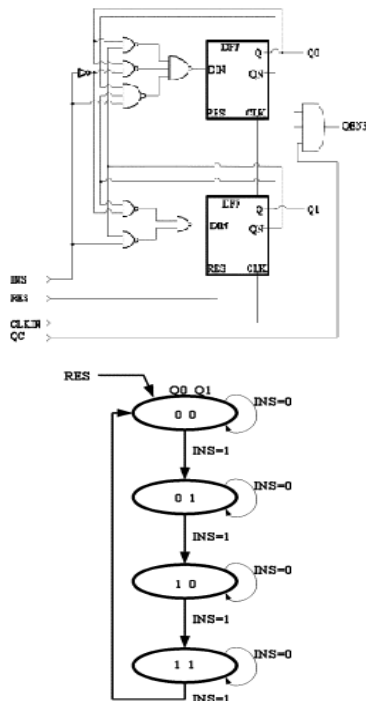 DFF
Q
Q0
DIN
QN
RES CLK
QENB
DFF
Q
Q1
DIN
QN
RES CLK
INS
RES
CLKIN
QC
RES
Q0 Q1
0 0
INS=0
INS=1
0 1
INS=0
INS=1
1 0
INS=0
INS=1
1 1
INS=0
INS=1